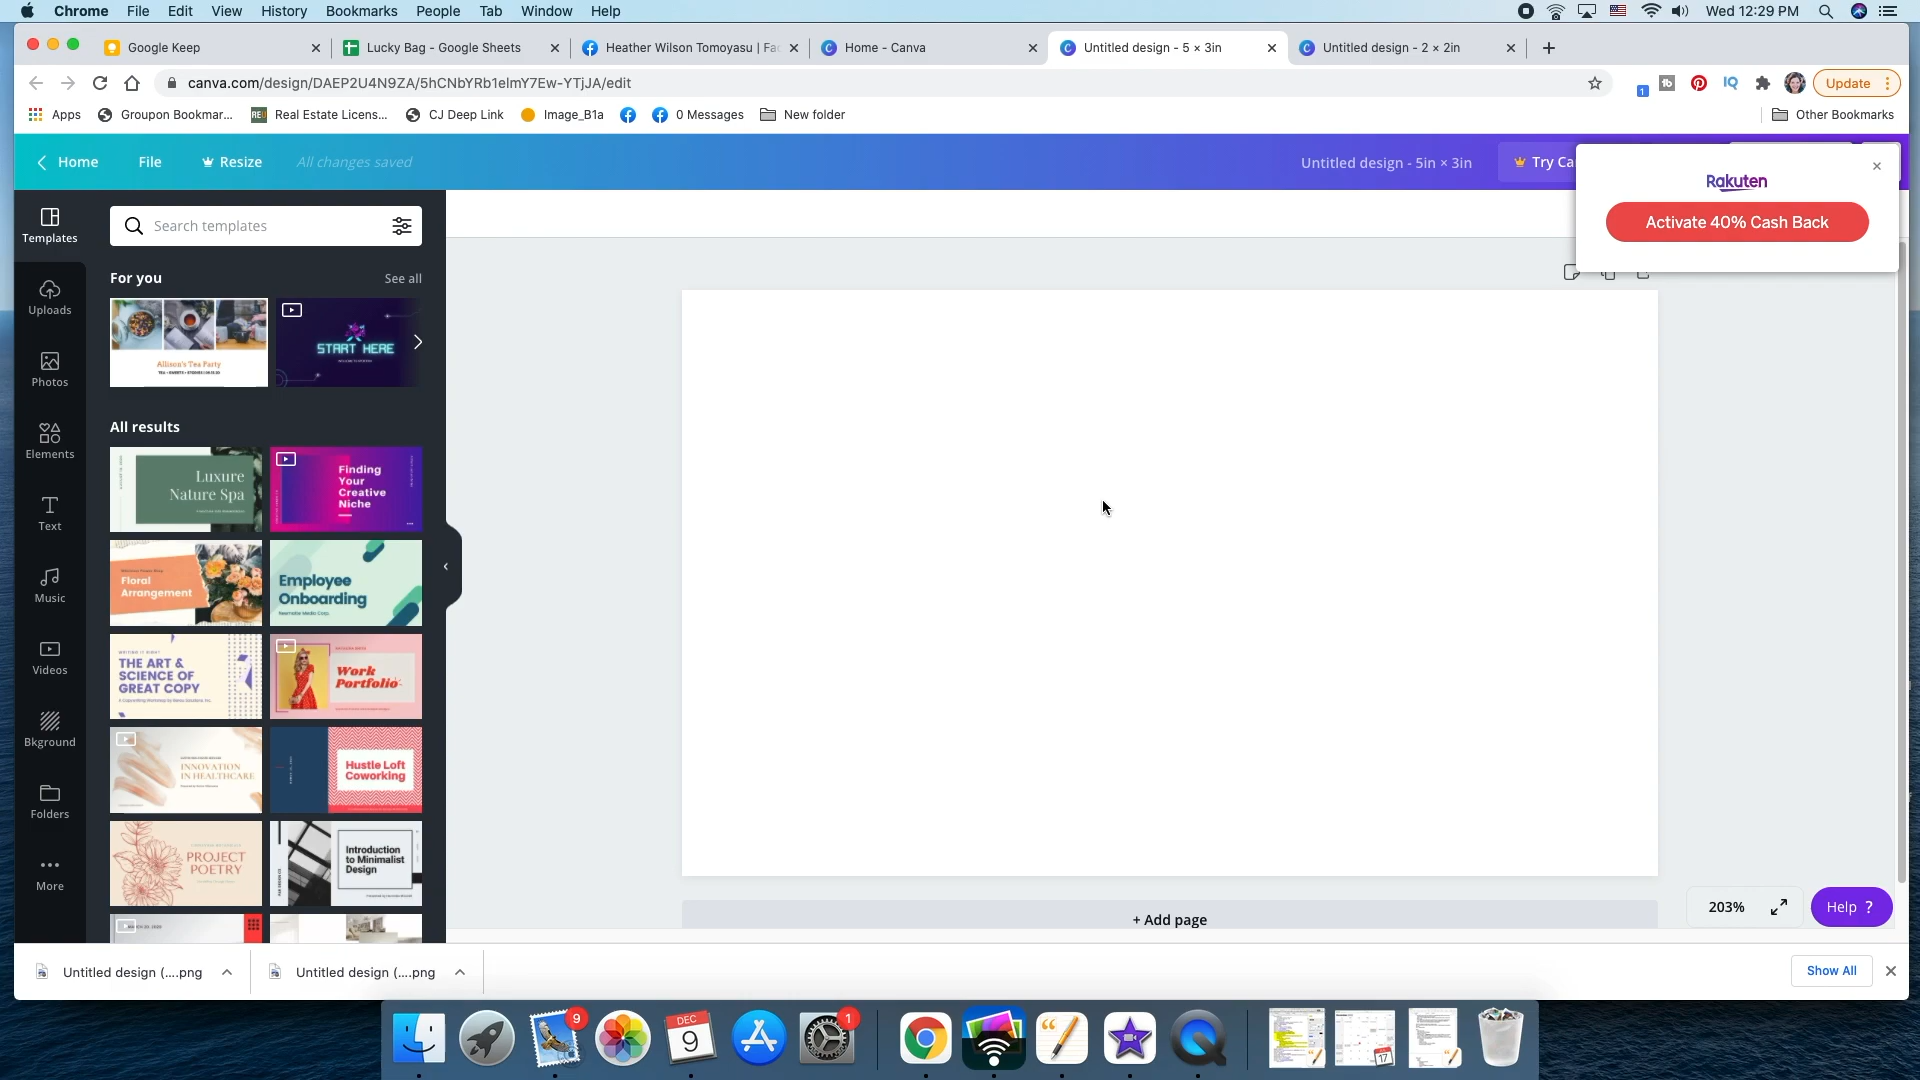 Chrome File Edit View History Bookmarks People Tab Window Help Wed 12:29 PM
Google Keep Lucky Bag - Google Sheets Heather Wilson Tomoyasu | Fa Home - Canva Untitled design - 5 × 3in Untitled design - 2 × 2in
canva.com/design/DAEP2U4N9ZA/5hCNbYRb1elmY7Ew-YTjJA/edit
1 IQ Update
Apps Groupon Bookmar... Real Estate Licens... CJ Deep Link Image_B1a 0 Messages New folder Other Bookmarks
Home File Resize All changes saved Untitled design - 5in × 3in Try Ca
Rakuten
Activate 40% Cash Back
Templates
Uploads
Photos
Elements
Text
Music
Videos
Bkground
Folders
More
Search templates
For you See all
Allison's Tea Party
START HERE
All results
Luxure
Nature Spa
Finding
Your
Creative
Niche
Floral
Arrangement
Employee
Onboarding
THE ART &
SCIENCE OF
GREAT COPY
Work
Portfolio
INNOVATION
IN HEALTHCARE
Hustle Loft
Coworking
PROJECT
POETRY
Introduction
to Minimalist
Design
+ Add page
203%
Help ?
Untitled design (....png Untitled design (....png Show All
9 DEC 9 1
17